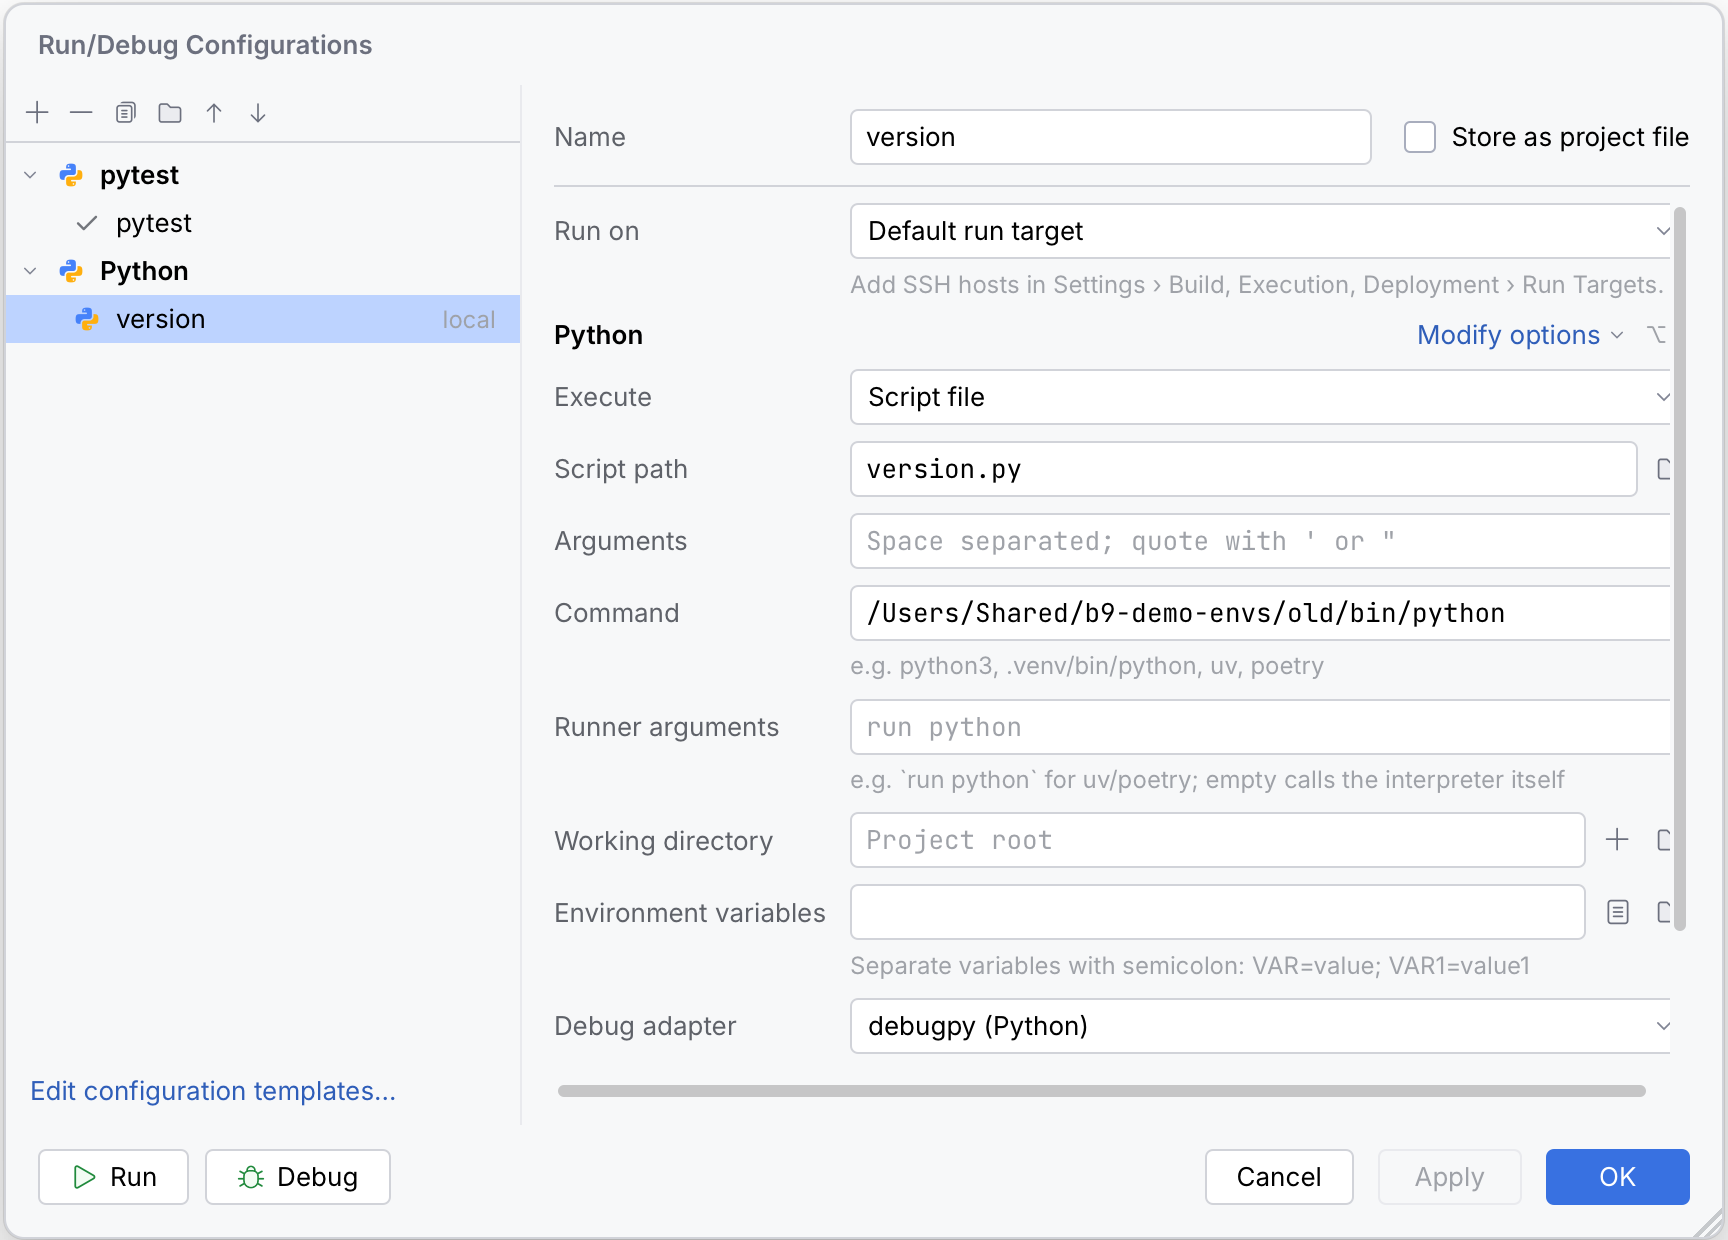 Run/Debug Configurations
Name
version
Store as project file
pytest
pytest
Python
version
local
Run on
Default run target
Add SSH hosts in Settings › Build, Execution, Deployment › Run Targets.
Python
Modify options
⌥
Execute
Script file
Script path
version.py
Arguments
Space separated; quote with ' or "
Command
/Users/Shared/b9-demo-envs/old/bin/python
e.g. python3, .venv/bin/python, uv, poetry
Runner arguments
run python
e.g. `run python` for uv/poetry; empty calls the interpreter itself
Working directory
Project root
Environment variables
Separate variables with semicolon: VAR=value; VAR1=value1
Debug adapter
debugpy (Python)
Edit configuration templates...
Run
Debug
Cancel
Apply
OK